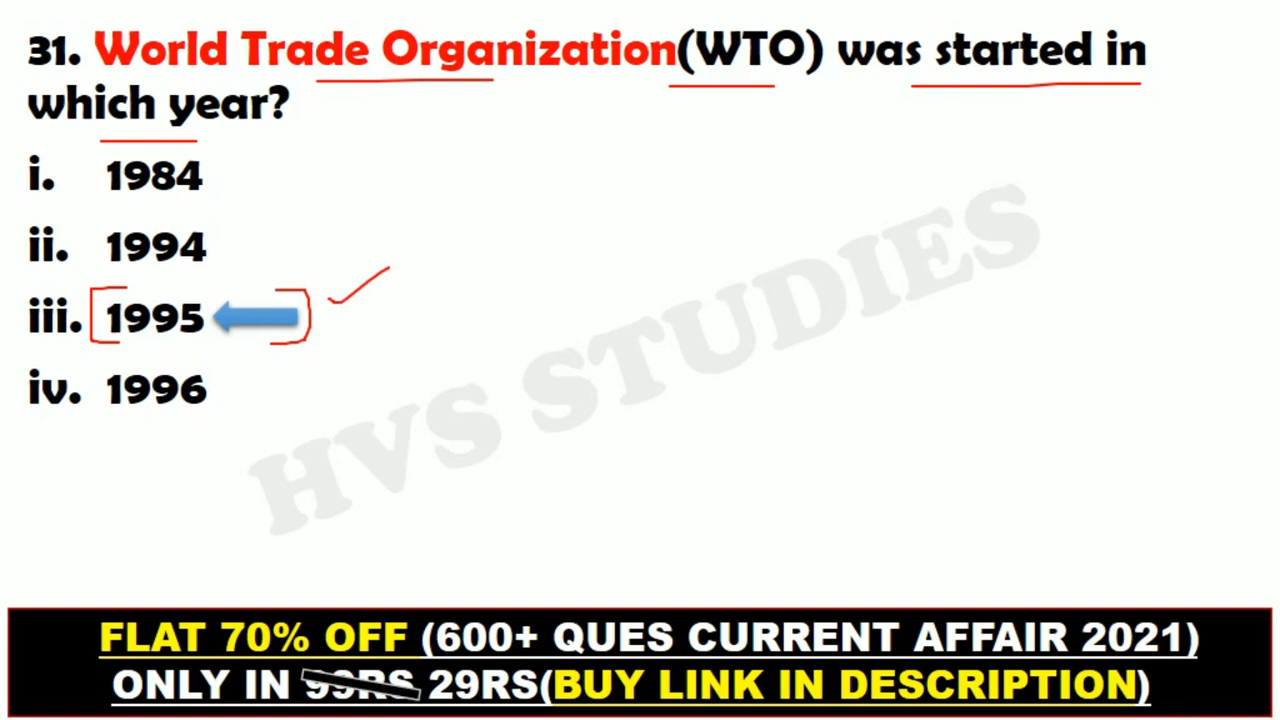 31. World Trade Organization(WTO) was started in
which year?
i. 1984
ii. 1994
iii. 1995
iv. 1996
HVS STUDIES
FLAT 70% OFF (600+ QUES CURRENT AFFAIR 2021)
ONLY IN 99RS 29RS(BUY LINK IN DESCRIPTION)